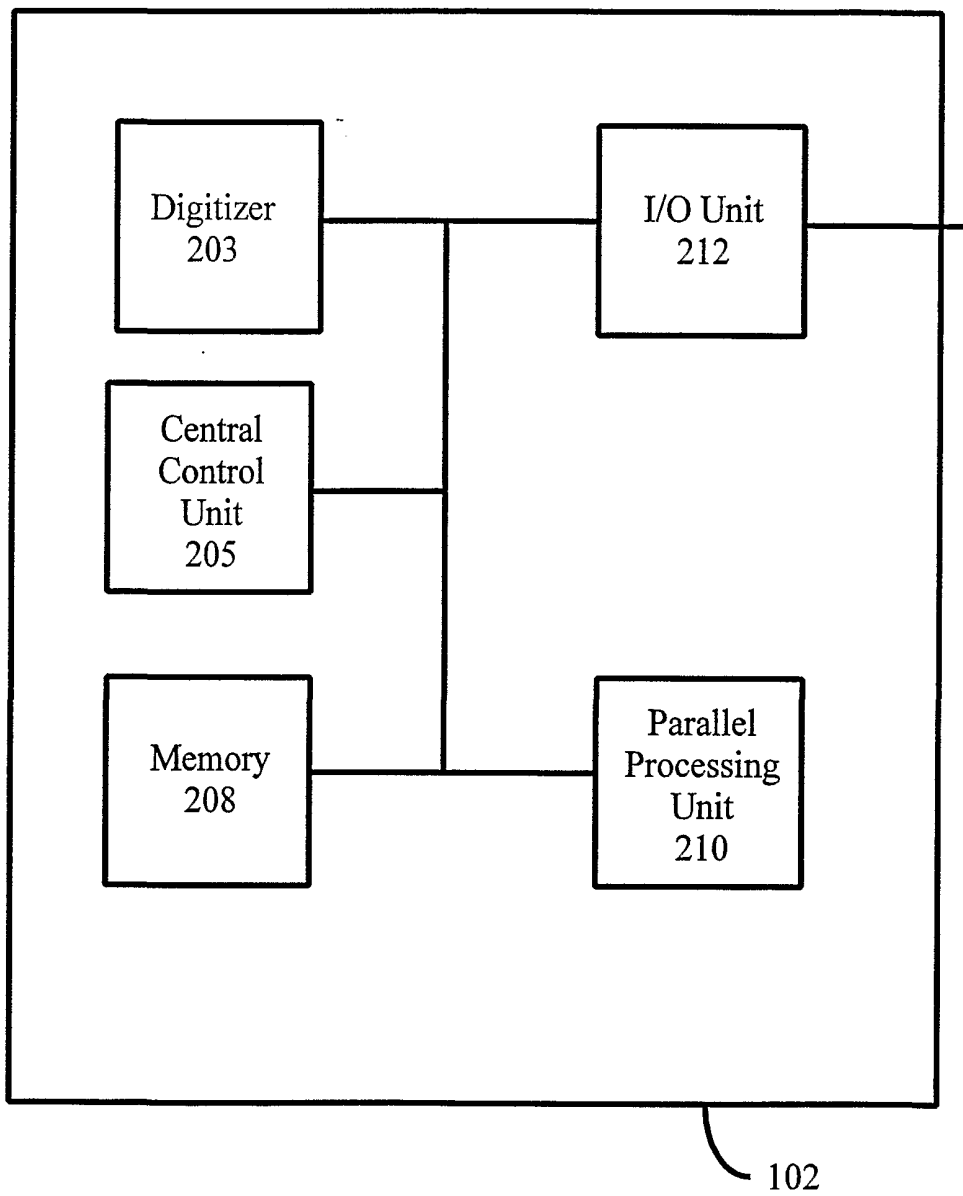 Digitizer
203
I/O Unit
212
Central
Control
Unit
205
Memory
208
Parallel
Processing
Unit
210
102